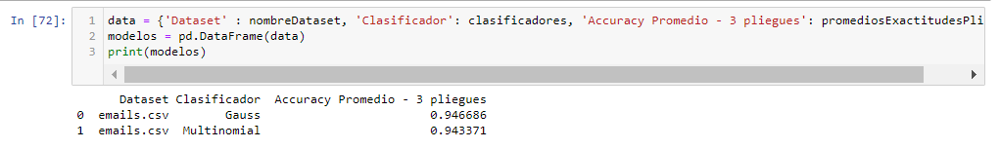 In [72]:
1 data = {'Dataset' : nombreDataset, 'Clasificador': clasificadores, 'Accuracy Promedio - 3 pliegues': promediosExactitudesPli
2 modelos = pd.DataFrame(data)
3 print(modelos)
Dataset Clasificador Accuracy Promedio - 3 pliegues
0 emails.csv Gauss 0.946686
1 emails.csv Multinomial 0.943371